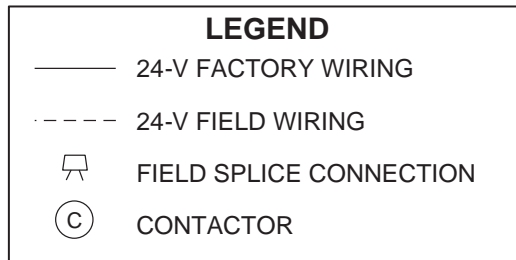 LEGEND
24-V FACTORY WIRING
24-V FIELD WIRING
FIELD SPLICE CONNECTION
C CONTACTOR